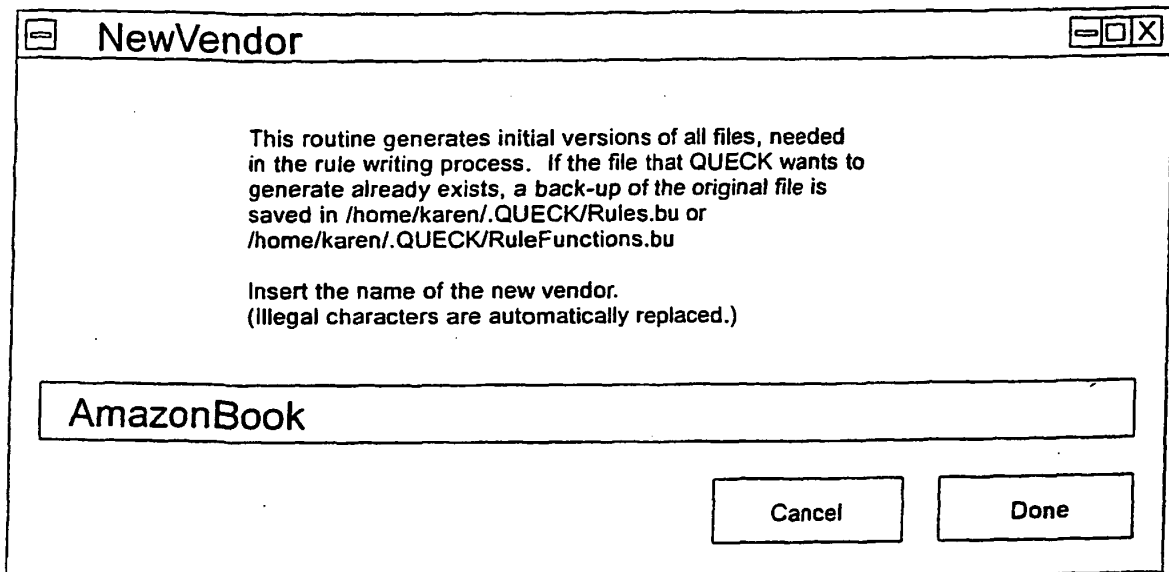 NewVendor
This routine generates initial versions of all files, needed
in the rule writing process. If the file that QUECK wants to
generate already exists, a back-up of the original file is
saved in /home/karen/.QUECK/Rules.bu or
/home/karen/.QUECK/RuleFunctions.bu
Insert the name of the new vendor.
(Illegal characters are automatically replaced.)
AmazonBook
Cancel
Done